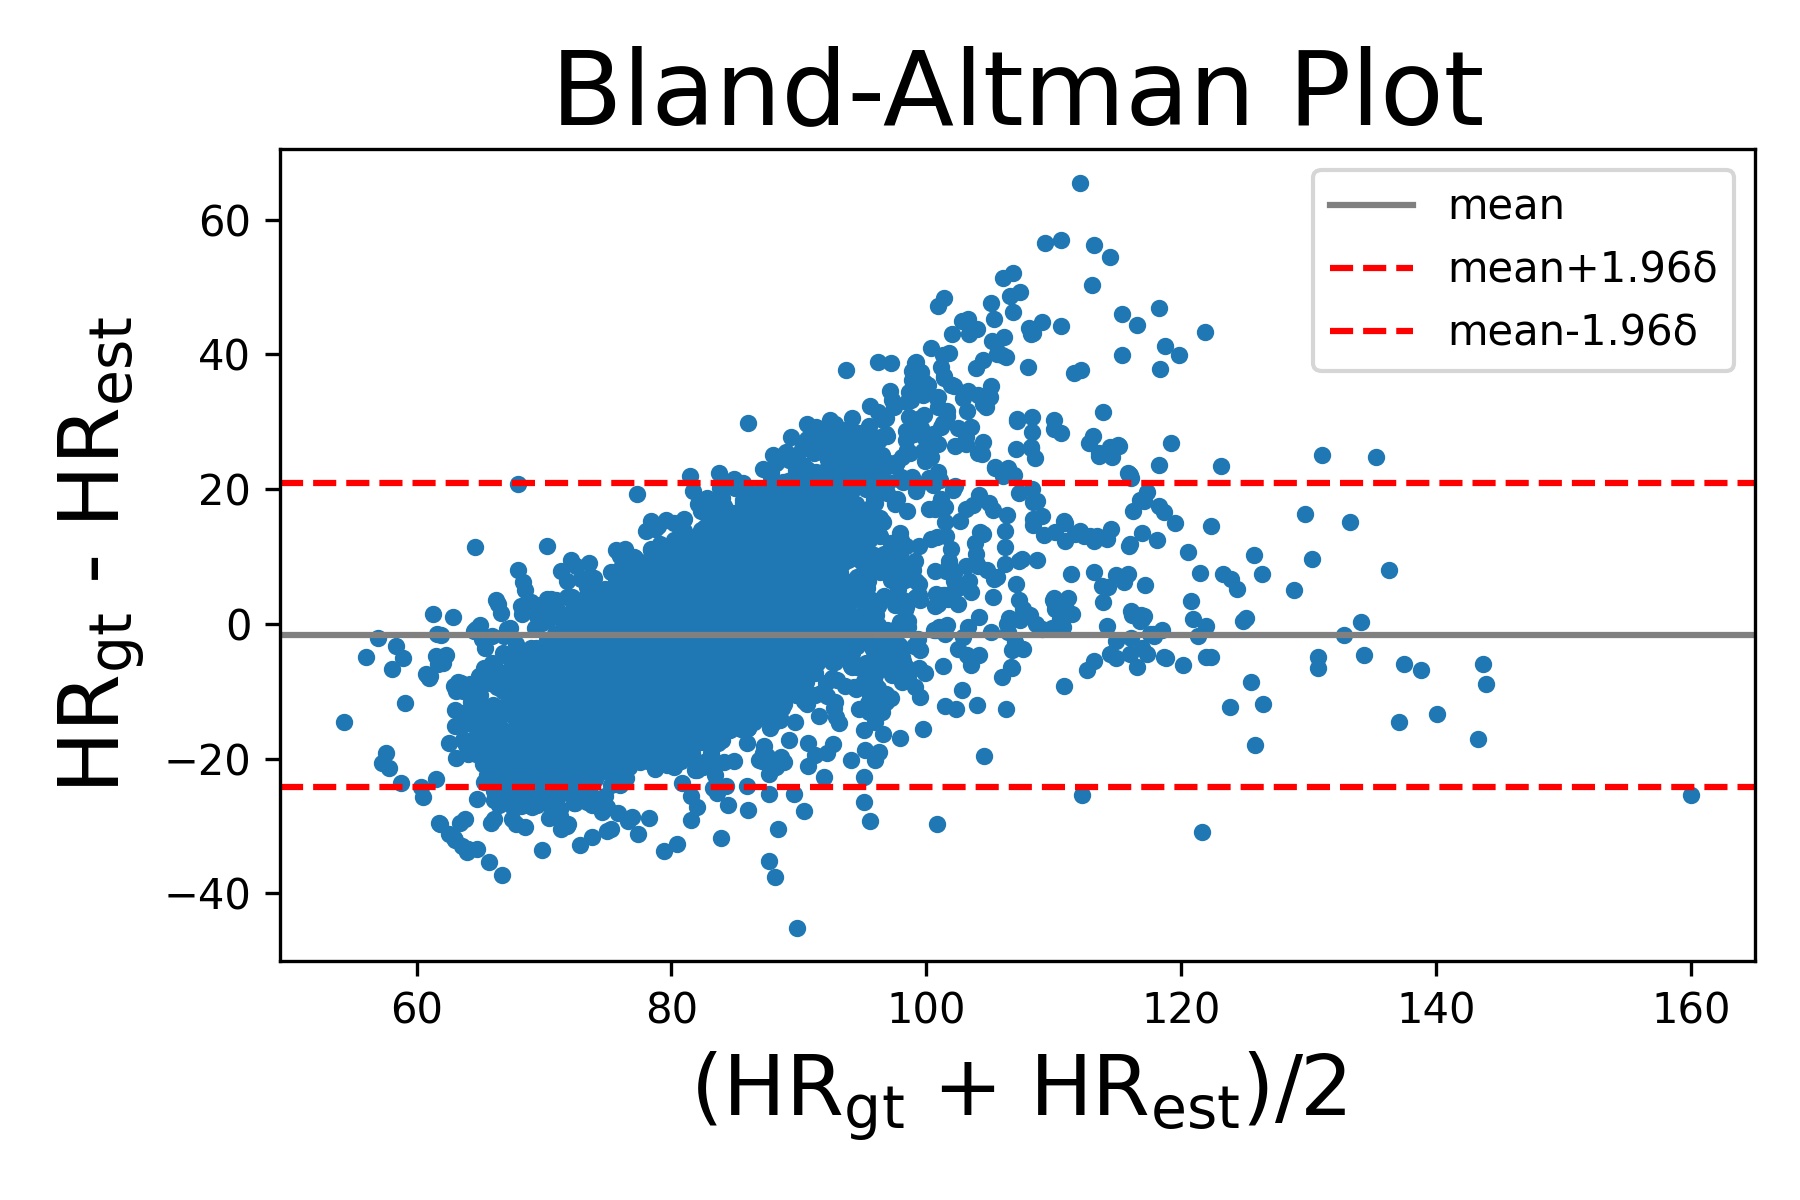 Bland-Altman Plot
mean
mean+1.96δ
mean-1.96δ
60
40
20
0
−20
−40
HRgt - HRest
60 80 100 120 140 160
(HRgt + HRest)/2